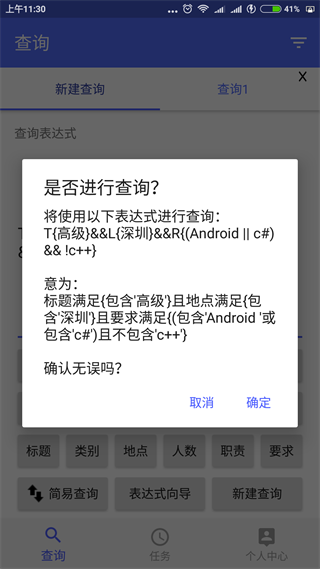 上午11:30
... 41%
查询
X
新建查询 查询1
查询表达式
是否进行查询?
将使用以下表达式进行查询:
T{高级}&&L{深圳}&&R{(Android || c#)
&& !c++}
意为:
标题满足{包含'高级'}且地点满足{包
含'深圳'}且要求满足{(包含'Android '或
包含'c#')且不包含'c++'}
确认无误吗?
取消 确定
标题 类别 地点 人数 职责 要求
简易查询 表达式向导 新建查询
查询 任务 个人中心